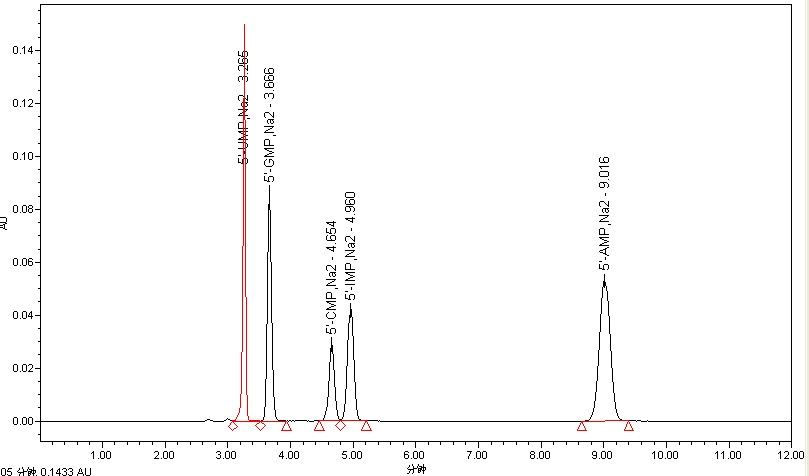 0.14
0.12
0.10
0.08
0.06
0.04
0.02
0.00
AU
5'-UMP,Na2 - 3.265
5'-GMP,Na2 - 3.666
5'-CMP,Na2 - 4.654
5'-IMP,Na2 - 4.960
5'-AMP,Na2 - 9.016
1.00 2.00 3.00 4.00 5.00 6.00 7.00 8.00 9.00 10.00 11.00 12.00
分钟
05 分钟, 0.1433 AU